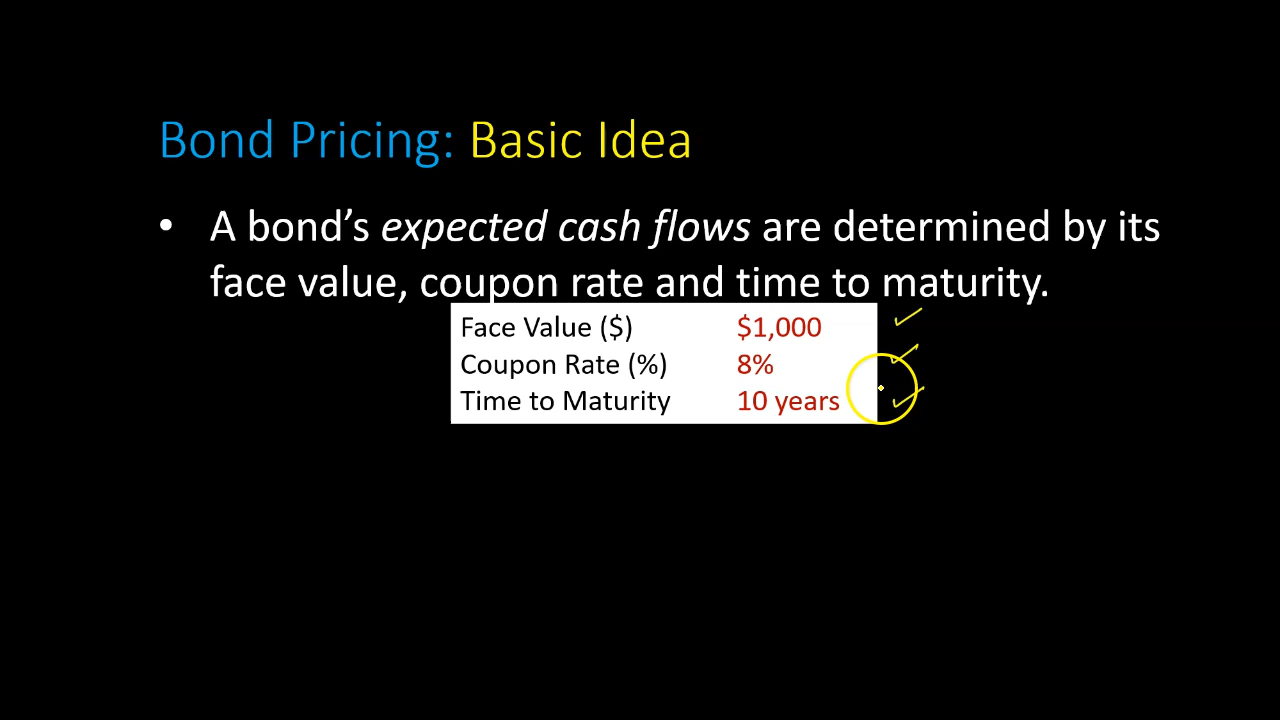 Bond Pricing: Basic Idea
• A bond’s expected cash flows are determined by its
face value, coupon rate and time to maturity.
Face Value ($) $1,000
Coupon Rate (%) 8%
Time to Maturity 10 years